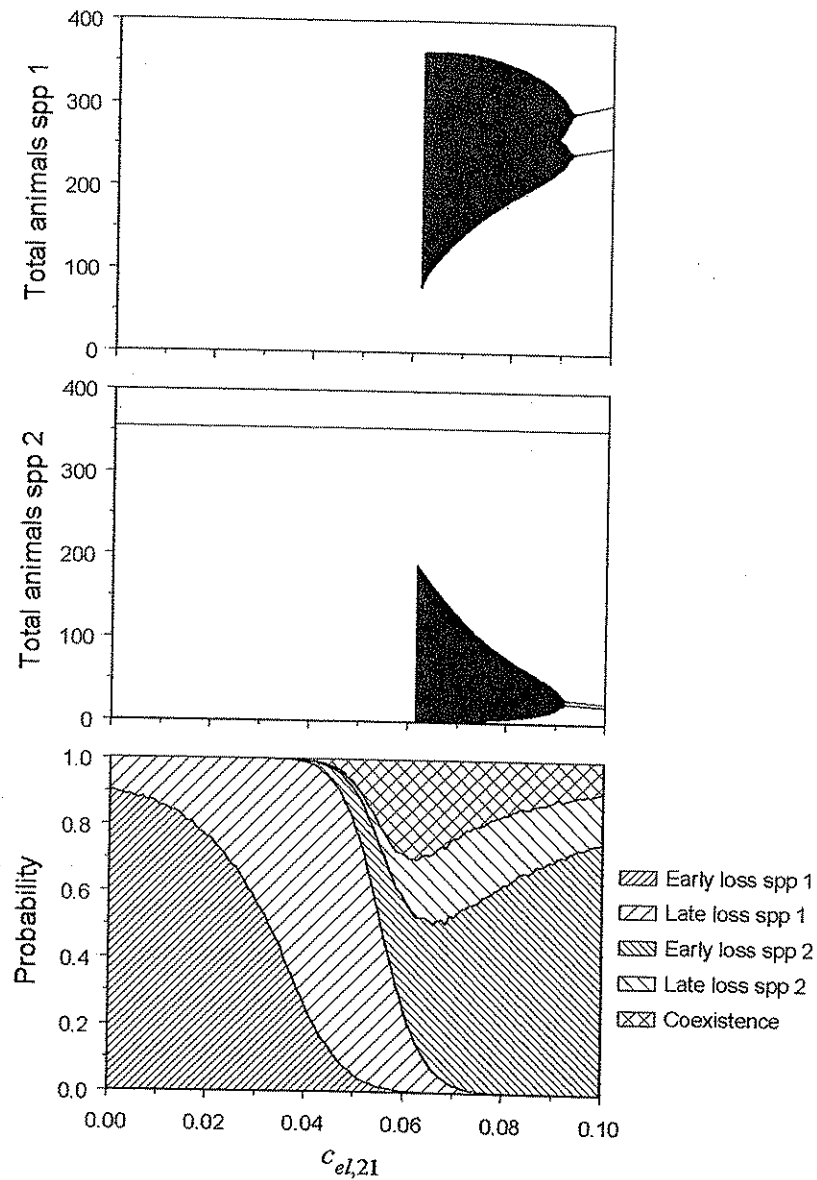 400
300
200
100
0
Total animals spp 1
400
300
200
100
0
Total animals spp 2
1.0
0.8
0.6
0.4
0.2
0.0
Probability
0.00 0.02 0.04 0.06 0.08 0.10
c_el,21
Early loss spp 1
Late loss spp 1
Early loss spp 2
Late loss spp 2
Coexistence